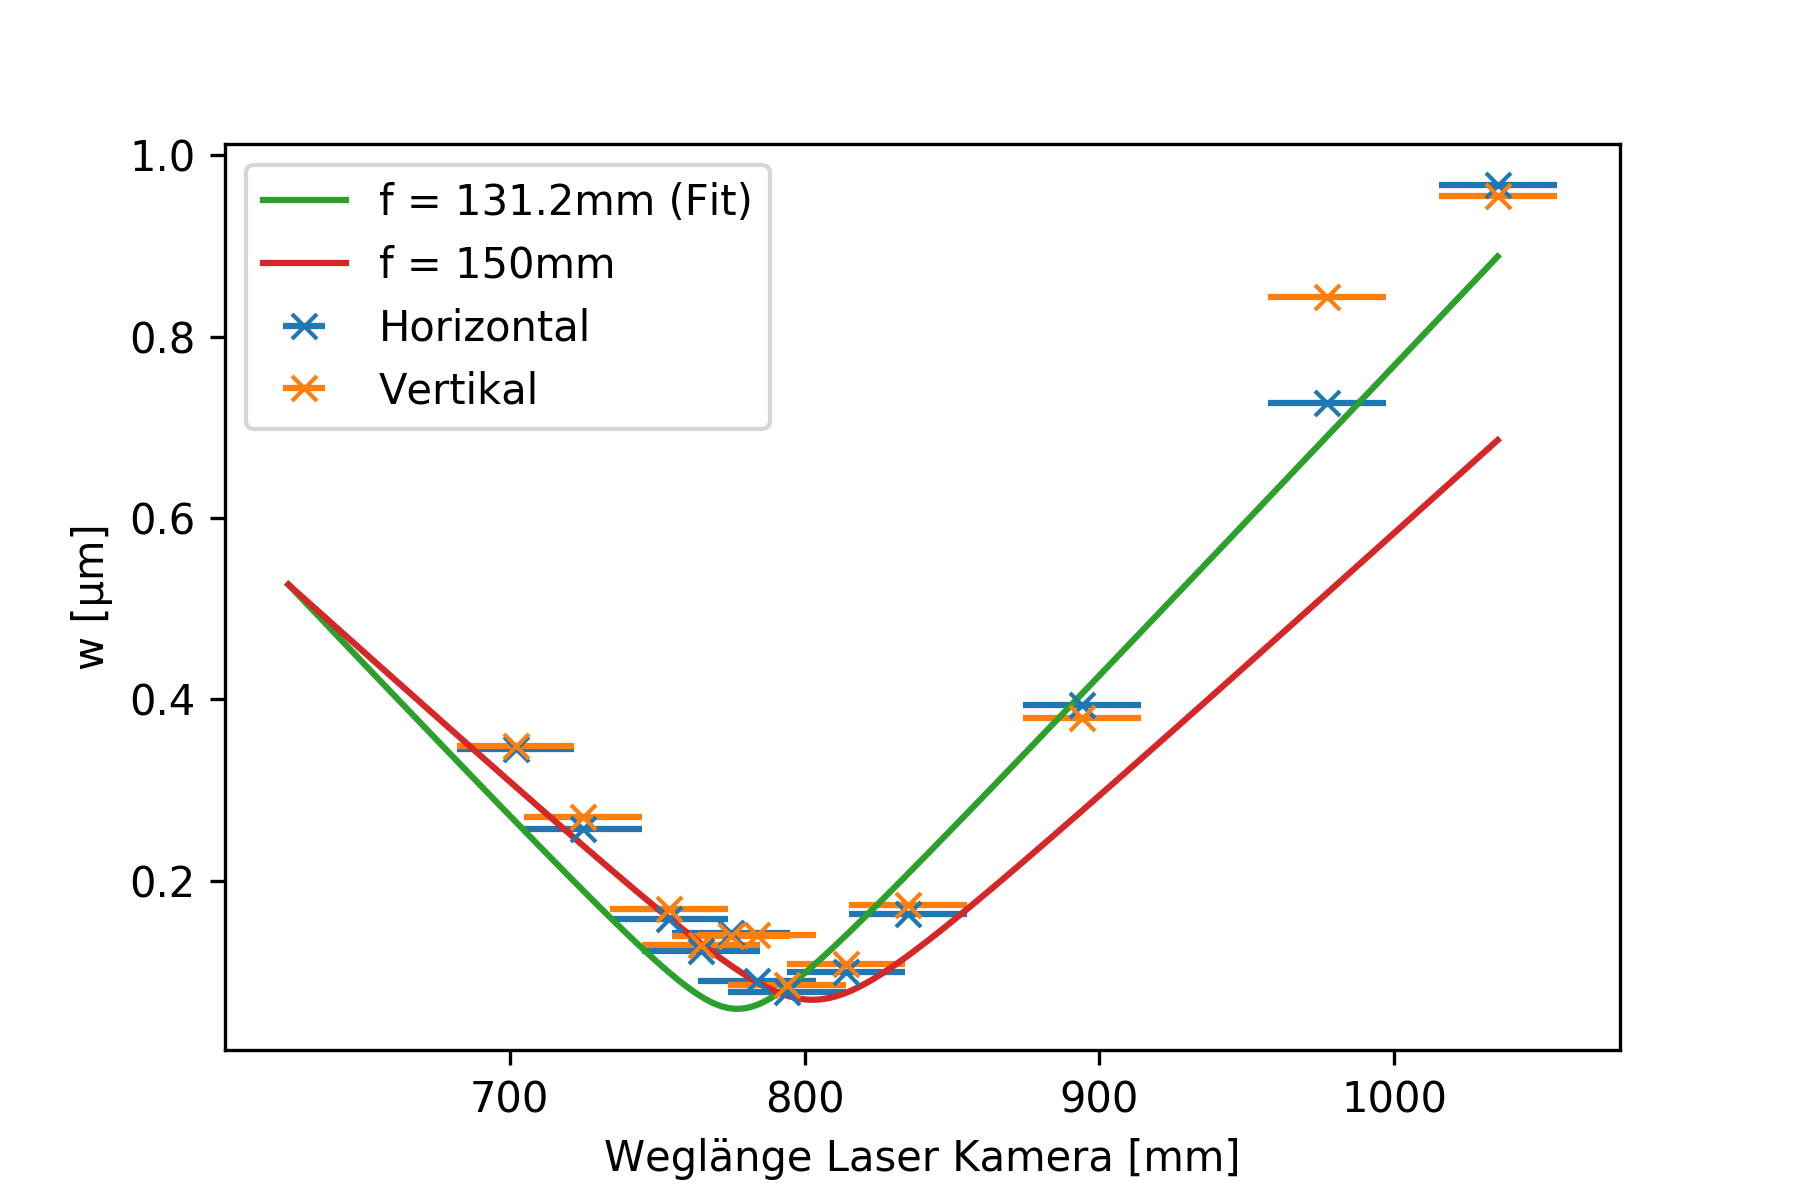 f = 131.2mm (Fit)
f = 150mm
Horizontal
Vertikal
1.0
0.8
0.6
0.4
0.2
w [µm]
700
800
900
1000
Weglänge Laser Kamera [mm]